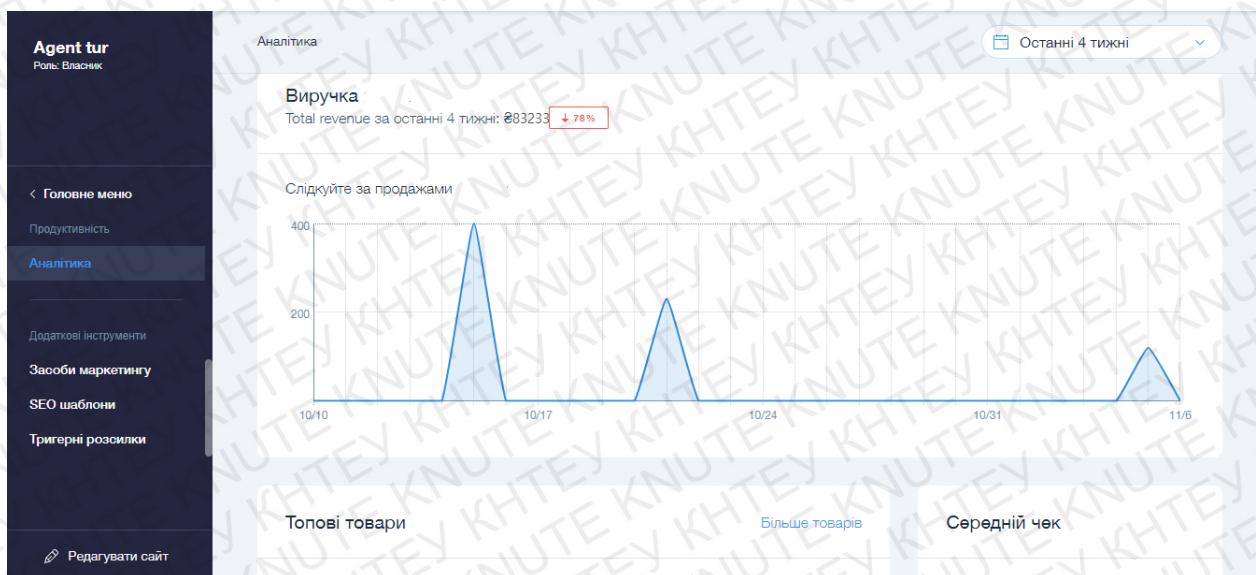 Agent tur
Роль: Власник
Аналітика
Останні 4 тижні
Виручка
Total revenue за останні 4 тижні: ₴83233 ↓ 78%
Головне меню
Продуктивність
Аналітика
Додаткові інструменти
Засоби маркетингу
SEO шаблони
Тригерні розсилки
Редагувати сайт
Слідкуйте за продажами
400
200
10/10 10/17 10/24 10/31 11/6
Топові товари
Більше товарів
Середній чек
KHTEY KNUTE